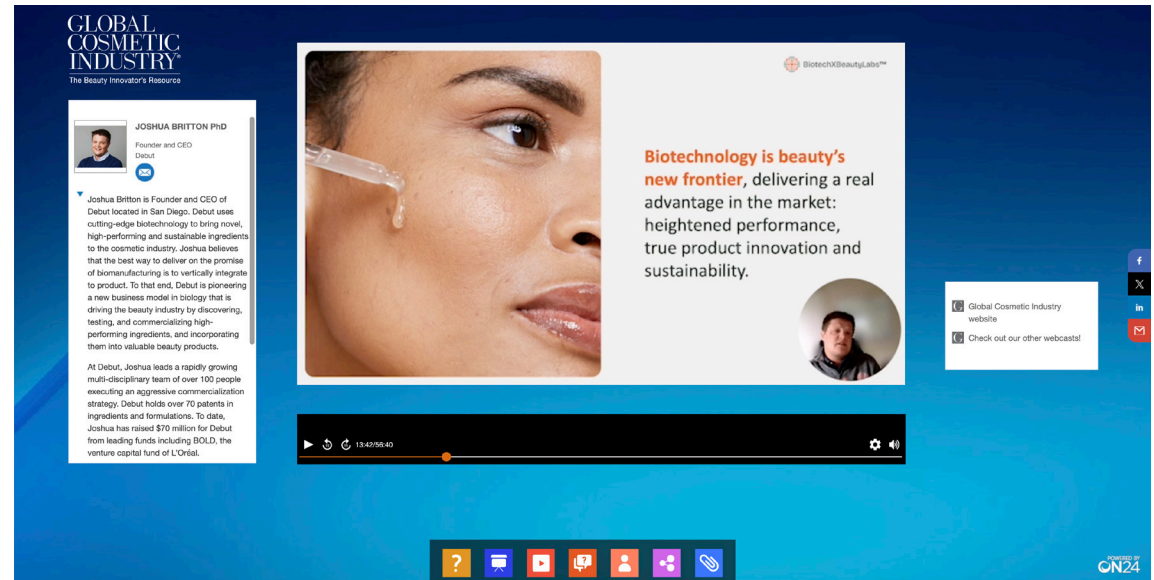 GLOBAL
COSMETIC
INDUSTRY®
The Beauty Innovator's Resource
JOSHUA BRITTON PhD
Founder and CEO
Debut
Joshua Britton is Founder and CEO of
Debut located in San Diego. Debut uses
cutting-edge biotechnology to bring novel,
high-performing and sustainable ingredients
to the cosmetic industry. Joshua believes
that the best way to deliver on the promise
of biomanufacturing is to vertically integrate
to product. To that end, Debut is pioneering
a new business model in biology that is
driving the beauty industry by discovering,
testing, and commercializing high-
performing ingredients, and incorporating
them into valuable beauty products.
At Debut, Joshua leads a rapidly growing
multi-disciplinary team of over 100 people
executing an aggressive commercialization
strategy. Debut holds over 70 patents in
ingredients and formulations. To date,
Joshua has raised $70 million for Debut
from leading funds including BOLD, the
venture capital fund of L'Oréal.
BiotechXBeautyLabs™
Biotechnology is beauty's
new frontier, delivering a real
advantage in the market:
heightened performance,
true product innovation and
sustainability.
13:42/56:40
G Global Cosmetic Industry
website
G Check out our other webcasts!
f
X
in
?
?
POWERED BY
ON24